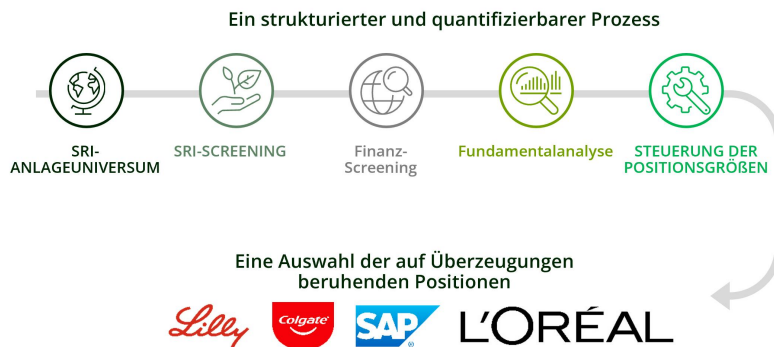 Ein strukturierter und quantifizierbarer Prozess
SRI-
ANLAGEUNIVERSUM
SRI-SCREENING
Finanz-
Screening
Fundamentalanalyse
STEUERUNG DER
POSITIONSGRÖßEN
Eine Auswahl der auf Überzeugungen
beruhenden Positionen
Lilly
Colgate®
SAP®
L'ORÉAL